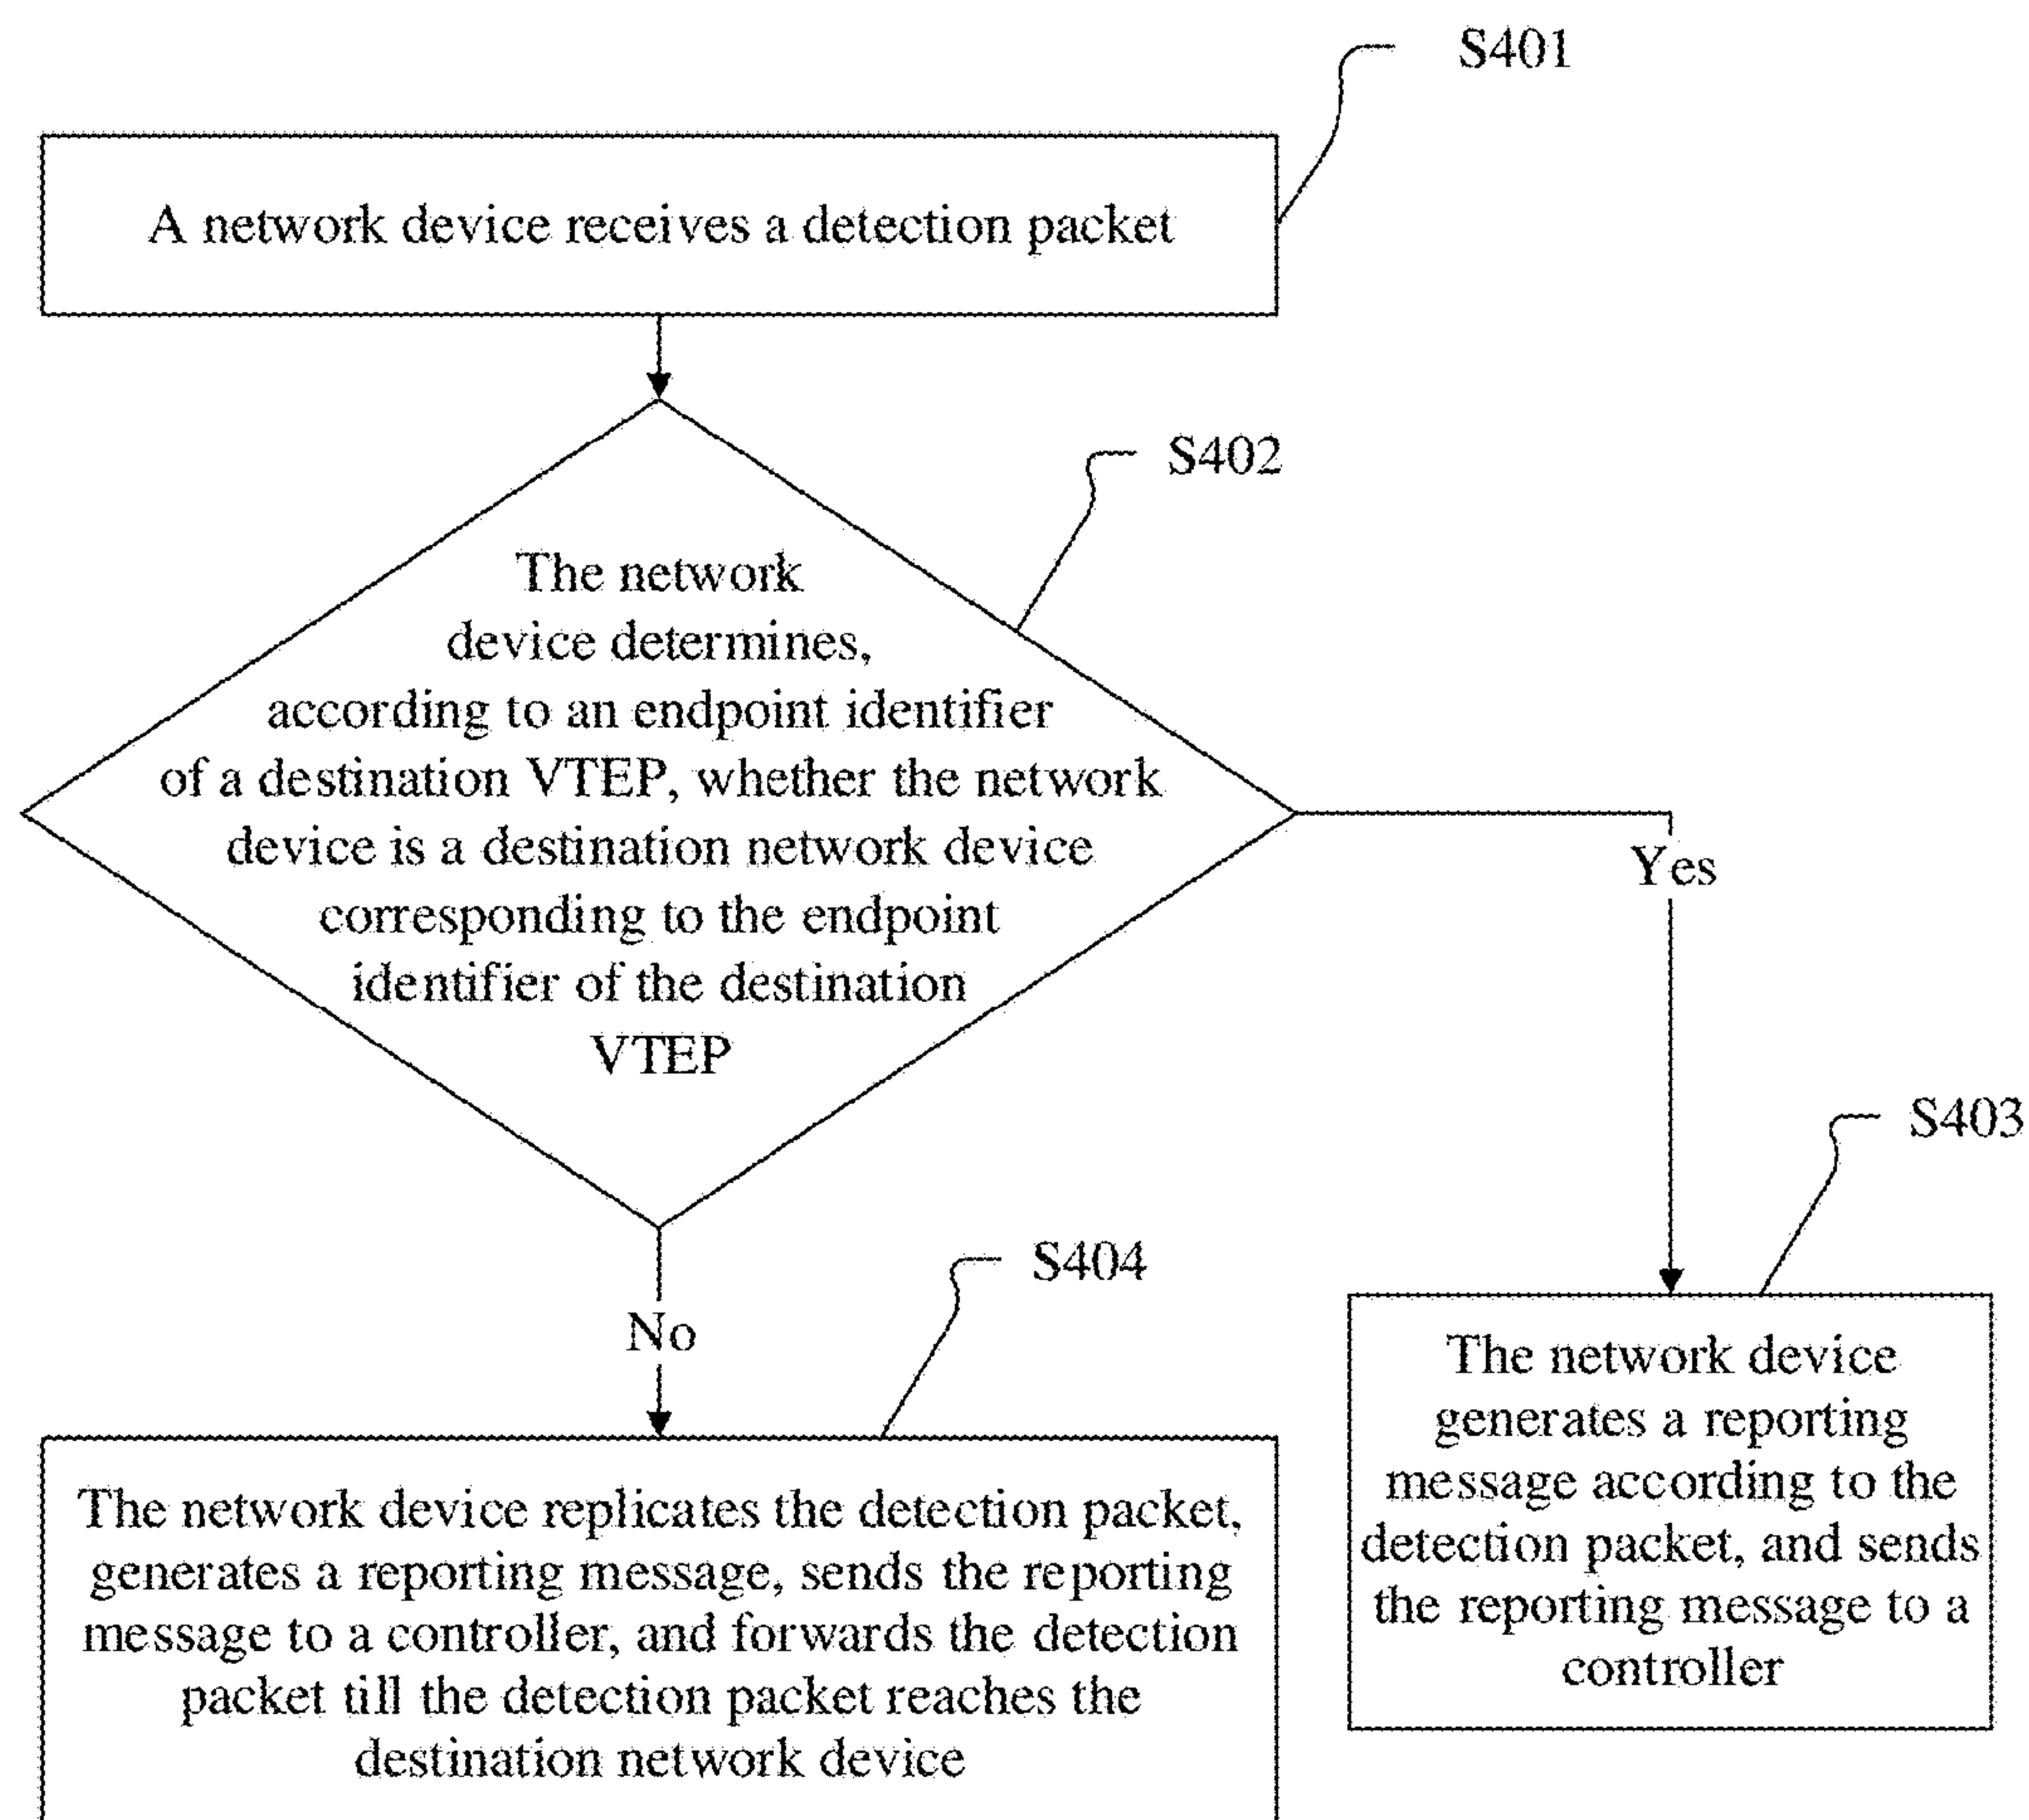 S401
A network device receives a detection packet
S402
The network
device determines,
according to an endpoint identifier
of a destination VTEP, whether the network
device is a destination network device
corresponding to the endpoint
identifier of the destination
VTEP
Yes
S403
The network device
generates a reporting
message according to the
detection packet, and sends
the reporting message to a
controller
No
S404
The network device replicates the detection packet,
generates a reporting message, sends the reporting
message to a controller, and forwards the detection
packet till the detection packet reaches the
destination network device